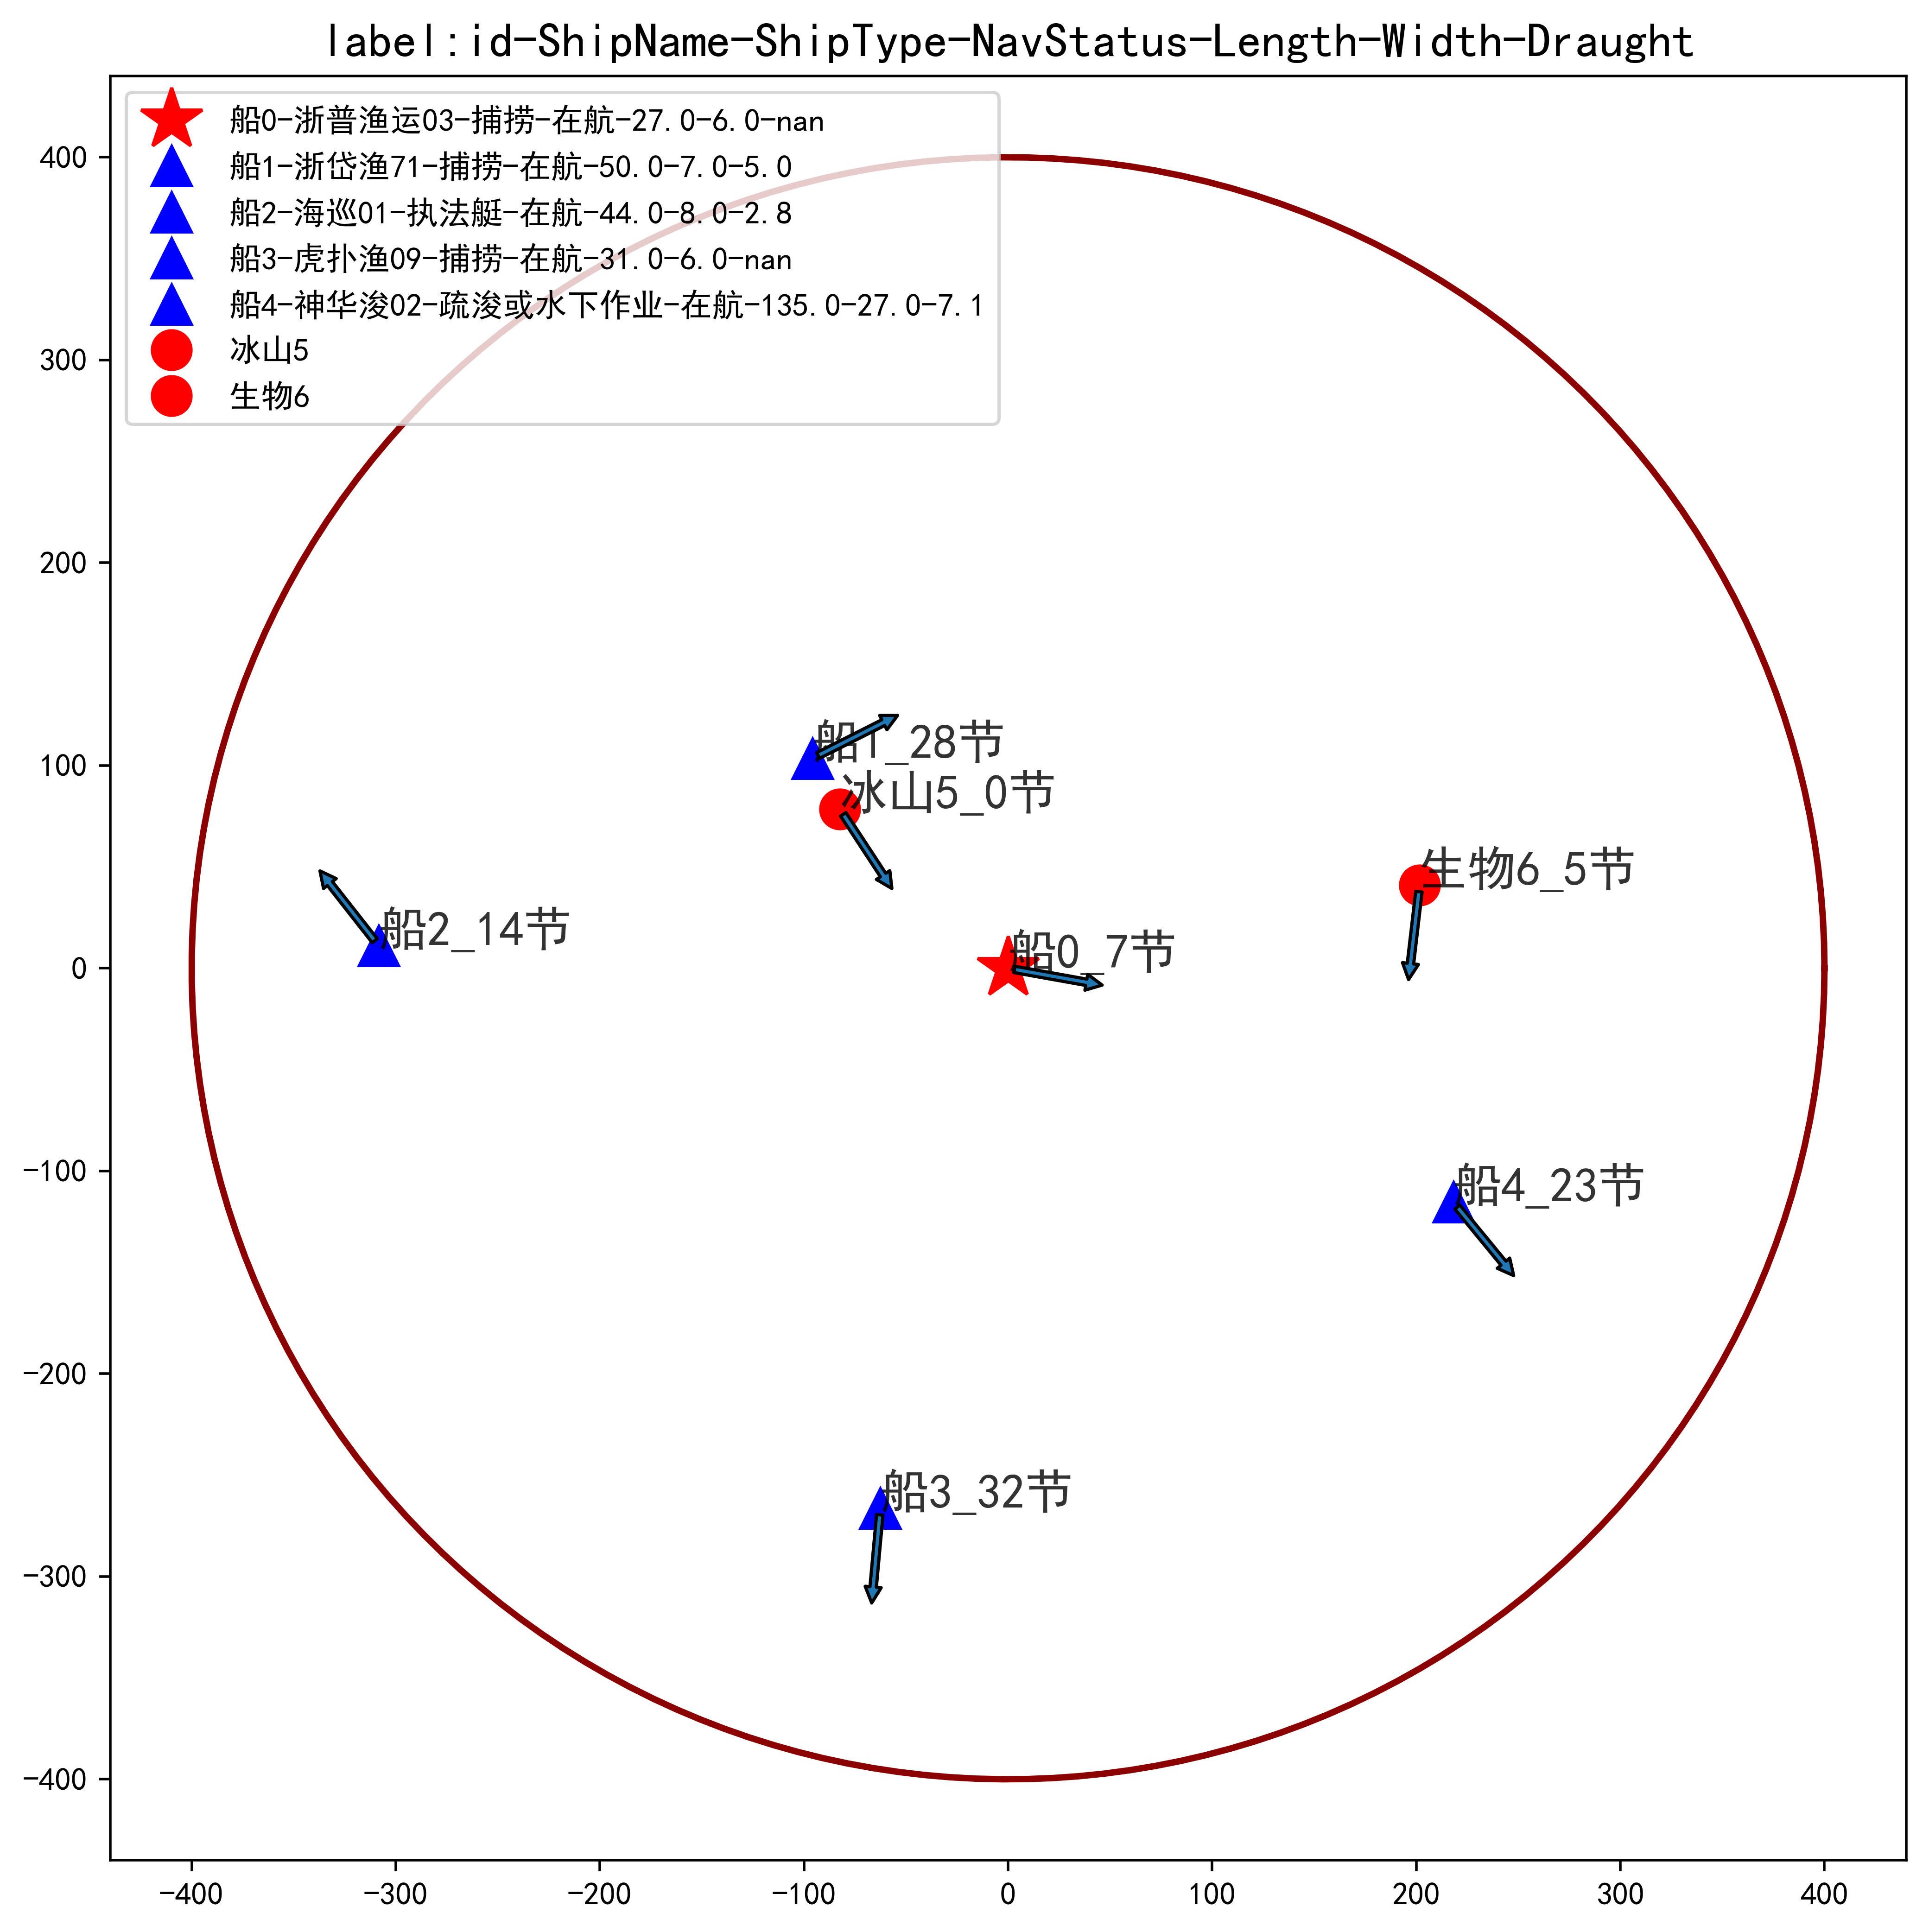 label:id-ShipName-ShipType-NavStatus-Length-Width-Draught
船0-浙普渔运03-捕捞-在航-27.0-6.0-nan
船1-浙岱渔71-捕捞-在航-50.0-7.0-5.0
船2-海巡01-执法艇-在航-44.0-8.0-2.8
船3-虎扑渔09-捕捞-在航-31.0-6.0-nan
船4-神华浚02-疏浚或水下作业-在航-135.0-27.0-7.1
冰山5
生物6
400
300
200
100
0
-100
-200
-300
-400
船1_28节
冰山5_0节
生物6_5节
船2_14节
船0_7节
船4_23节
船3_32节
-400 -300 -200 -100 0 100 200 300 400